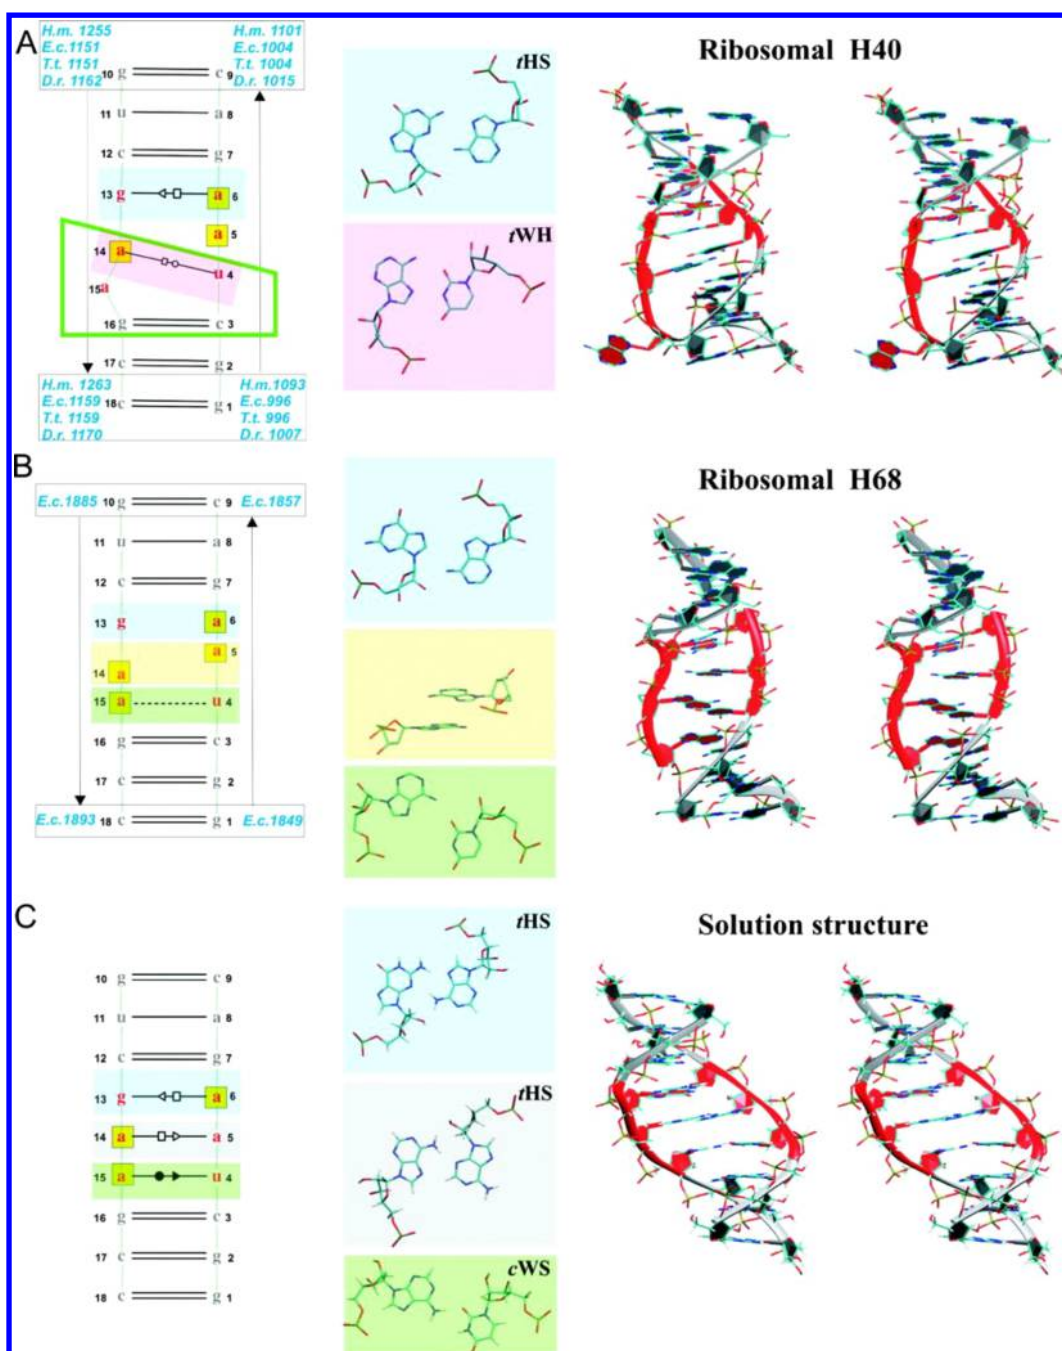 A
H.m. 1255
E.c.1151
T.t. 1151
D.r. 1162
H.m. 1101
E.c.1004
T.t. 1004
D.r. 1015
10 g c 9
11 u a 8
12 c g 7
13 g a 6
a 5
14 a u 4
15 a
16 g c 3
17 c g 2
18 c g 1
H.m. 1263
E.c.1159
T.t. 1159
D.r. 1170
H.m.1093
E.c.996
T.t. 996
D.r. 1007
tHS
tWH
Ribosomal H40
B
E.c.1885 10 g c 9 E.c.1857
11 u a 8
12 c g 7
13 g a 6
a 5
14 a
15 a u 4
16 g c 3
17 c g 2
E.c.1893 18 c g 1 E.c.1849
Ribosomal H68
C
10 g c 9
11 u a 8
12 c g 7
13 g a 6
14 a a 5
15 a u 4
16 g c 3
17 c g 2
18 c g 1
tHS
tHS
cWS
Solution structure